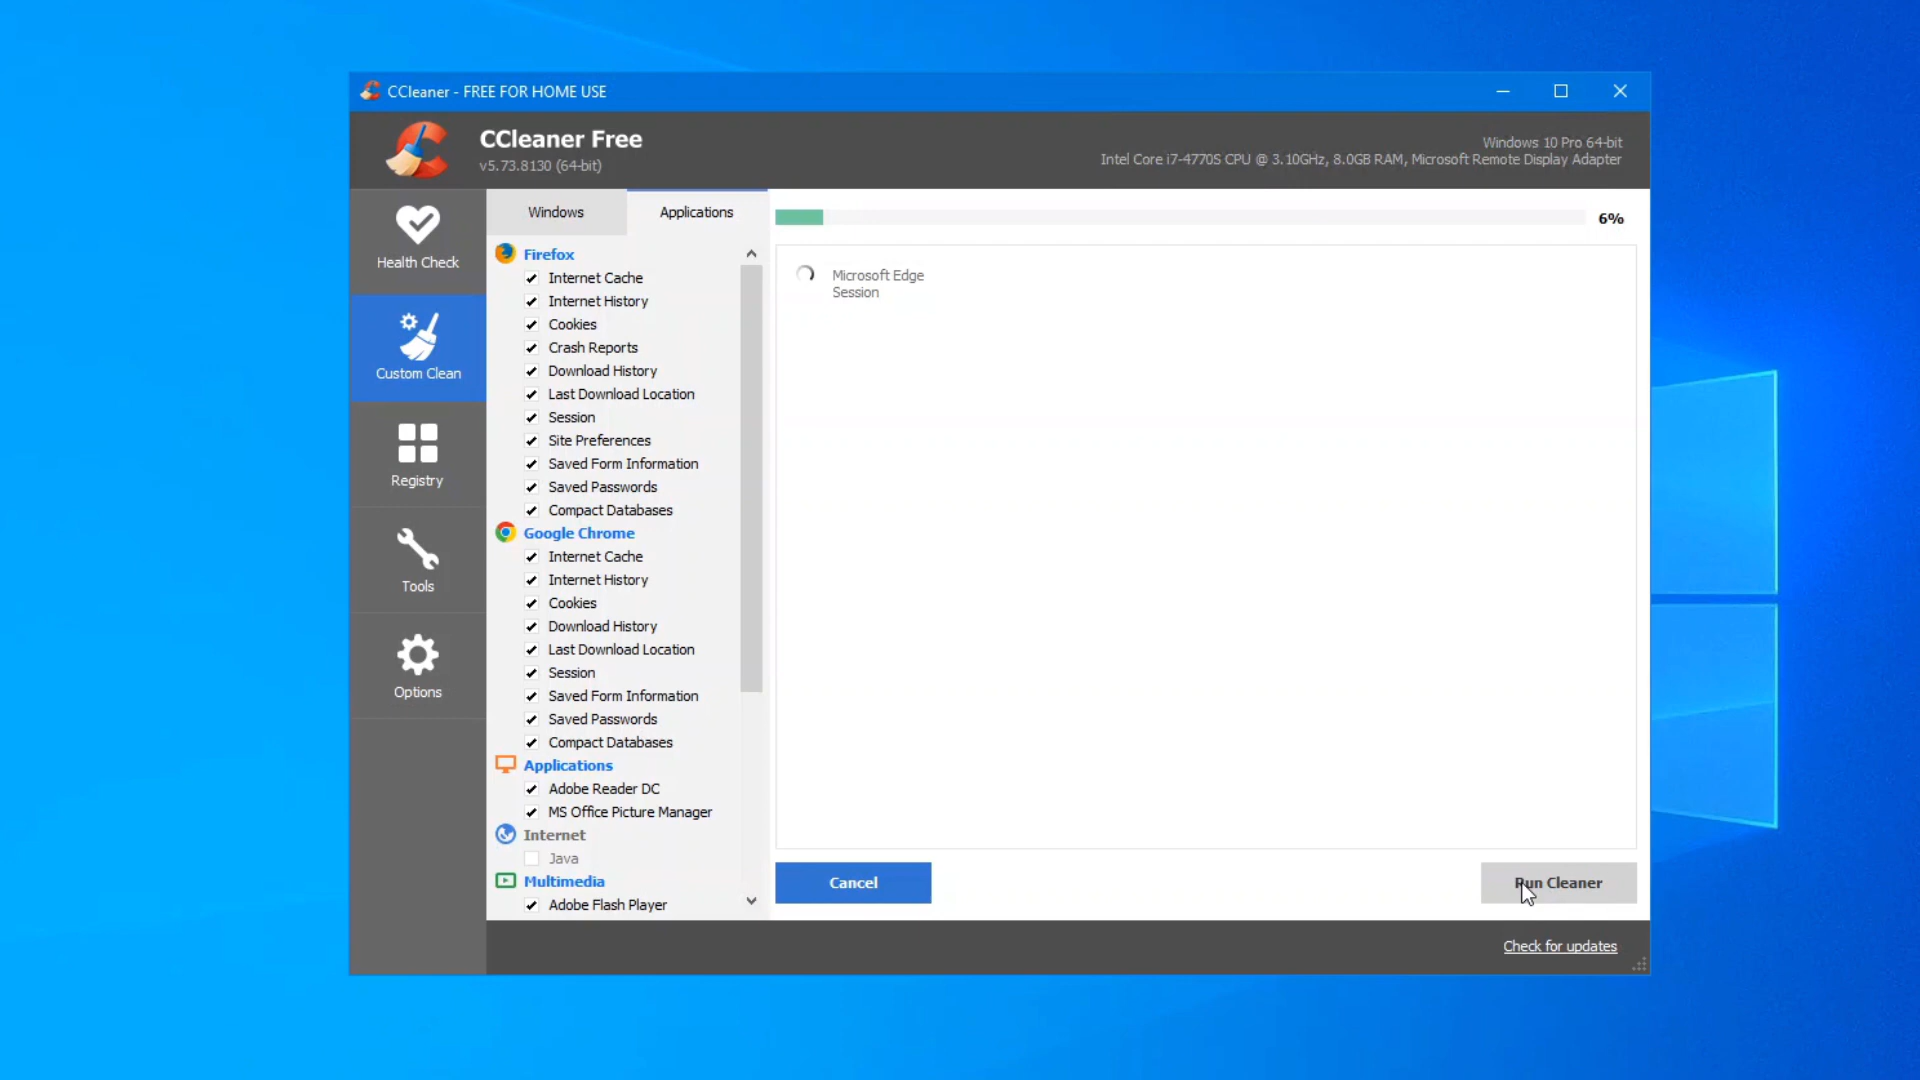 CCleaner - FREE FOR HOME USE
CCleaner Free
v5.73.8130 (64-bit)
Windows 10 Pro 64-bit
Intel Core i7-4770S CPU @ 3.10GHz, 8.0GB RAM, Microsoft Remote Display Adapter
Health Check
Custom Clean
Registry
Tools
Options
Windows
Applications
Firefox
Internet Cache
Internet History
Cookies
Crash Reports
Download History
Last Download Location
Session
Site Preferences
Saved Form Information
Saved Passwords
Compact Databases
Google Chrome
Internet Cache
Internet History
Cookies
Download History
Last Download Location
Session
Saved Form Information
Saved Passwords
Compact Databases
Applications
Adobe Reader DC
MS Office Picture Manager
Internet
Java
Multimedia
Adobe Flash Player
6%
Microsoft Edge
Session
Cancel
Run Cleaner
Check for updates